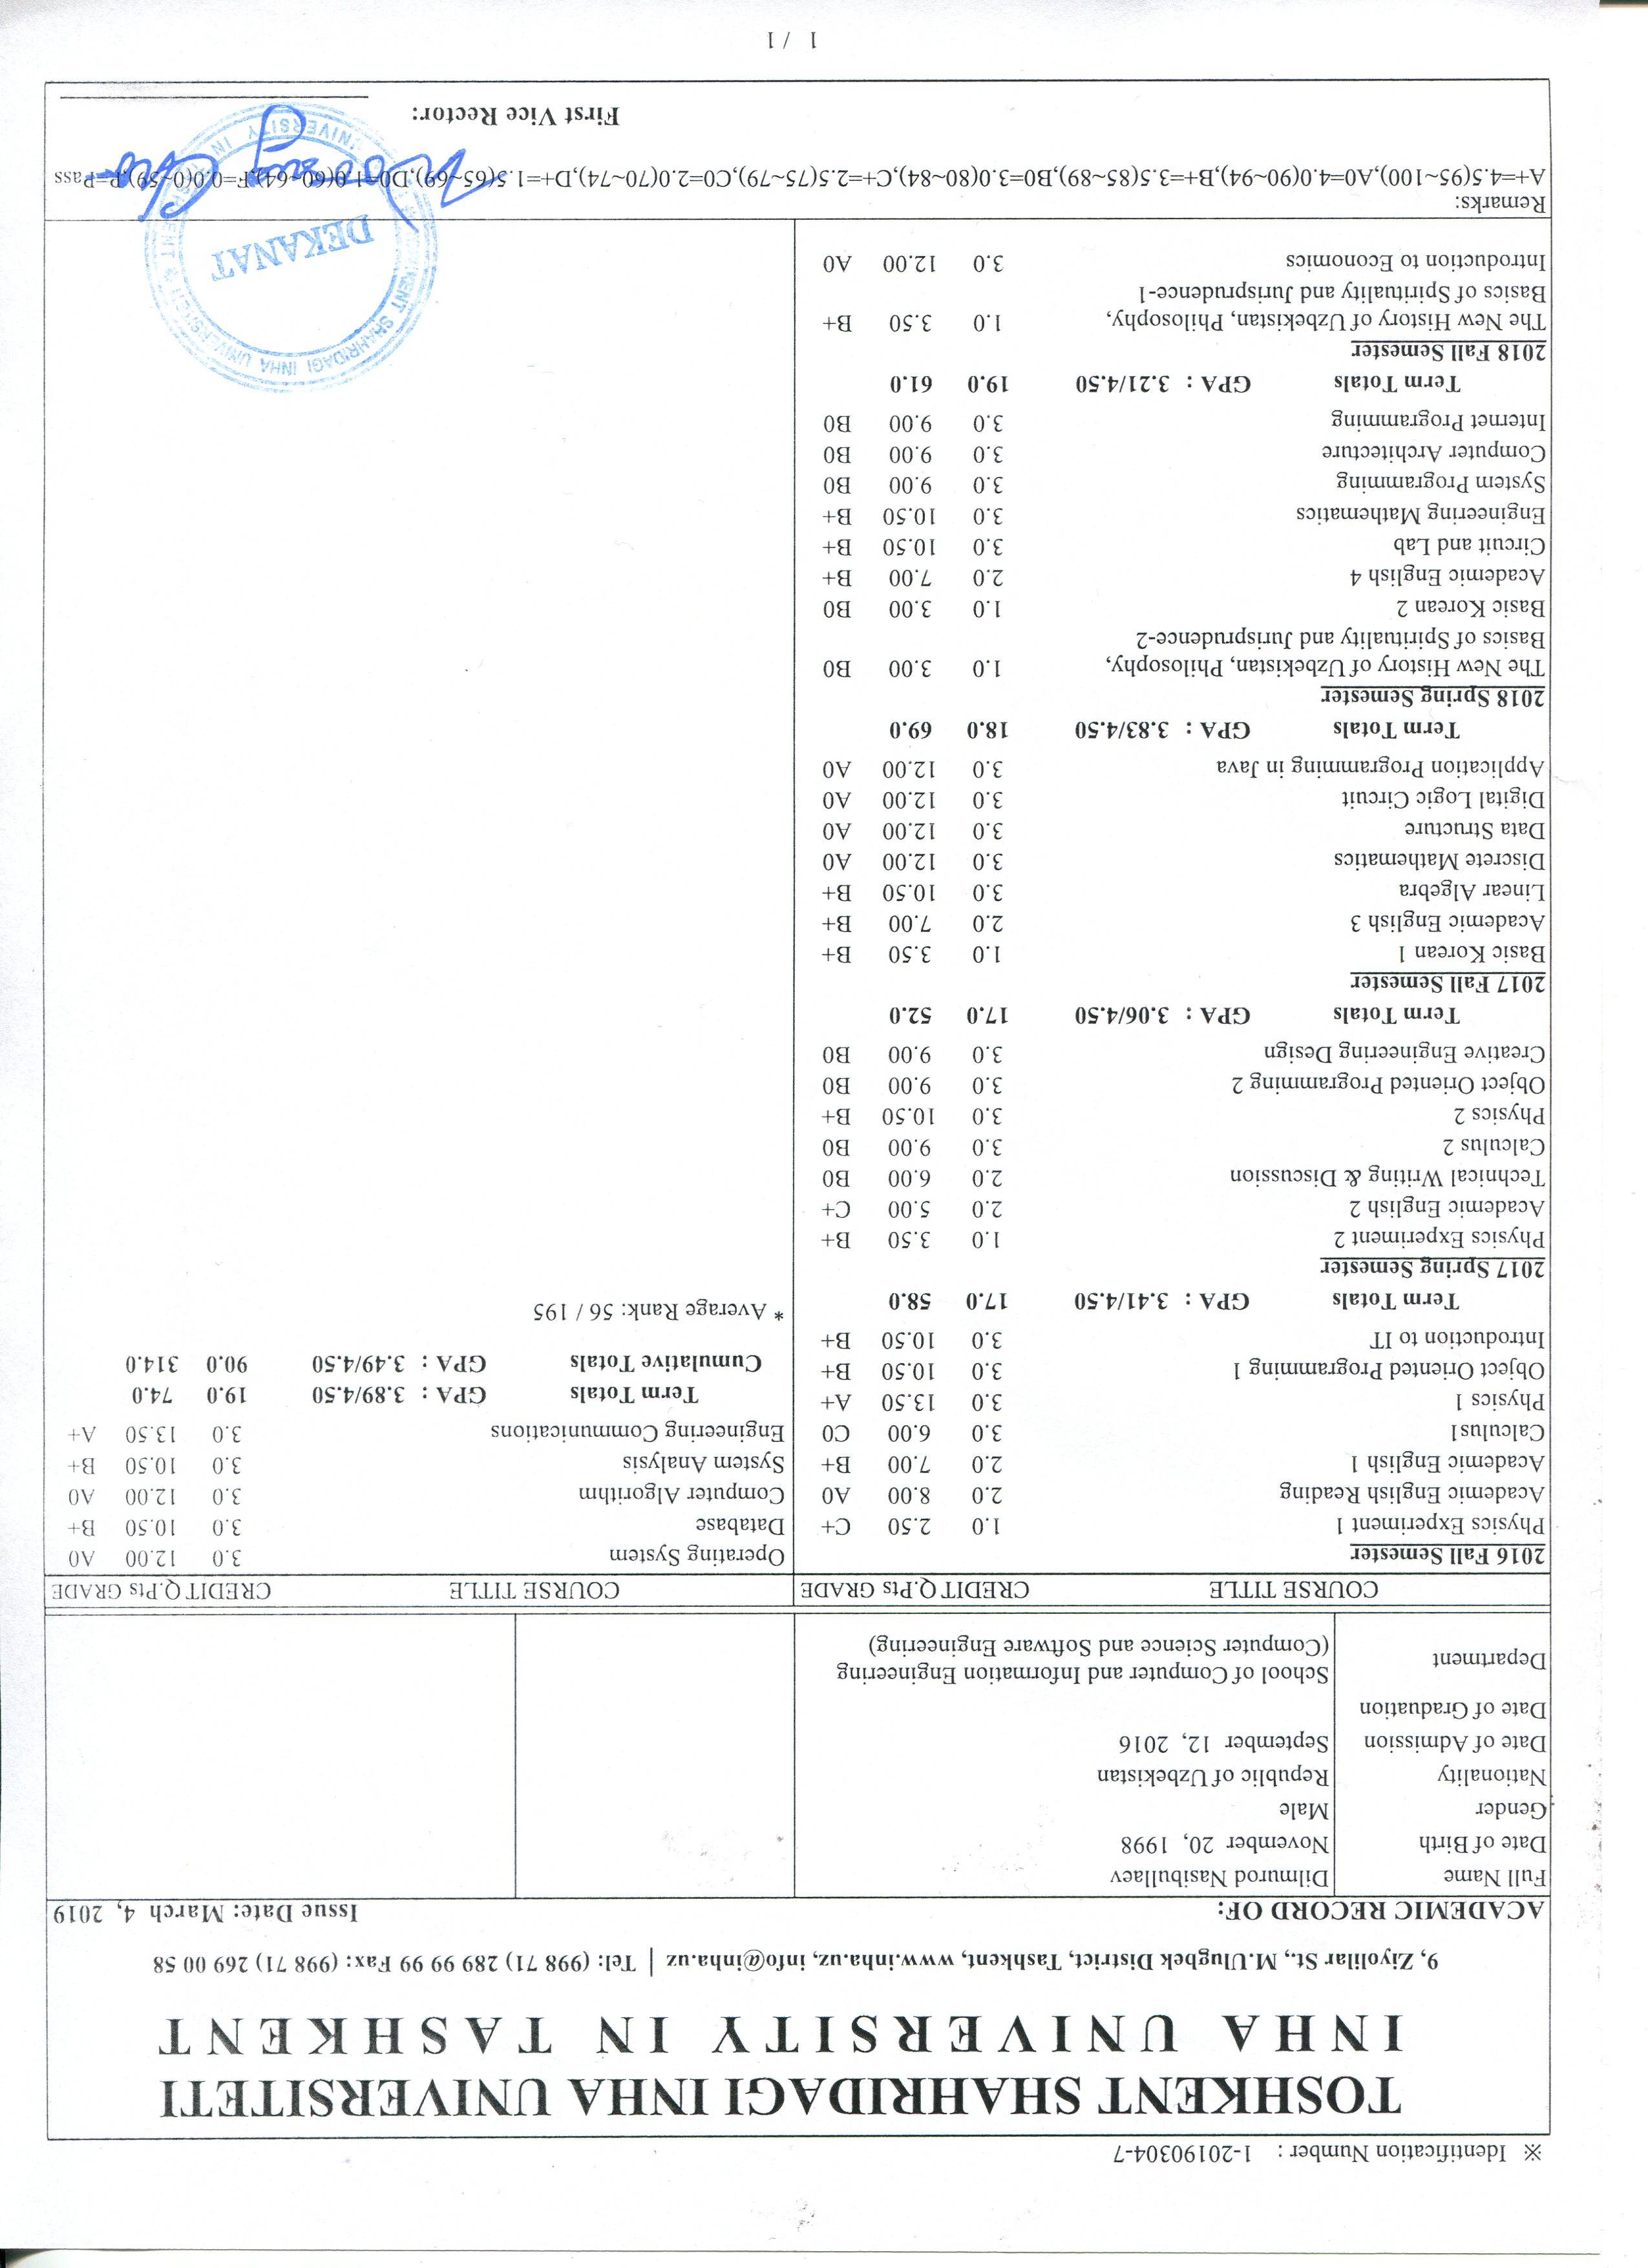 ※ Identification Number : 1-20190304-7
TOSHKENT SHAHRIDAGI INHA UNIVERSITETI
INHA UNIVERSITY IN TASHKENT
9, Ziyolilar St., M.Ulugbek District, Tashkent, www.inha.uz, info@inha.uz | Tel: (998 71) 289 99 99 Fax: (998 71) 269 00 58
ACADEMIC RECORD OF: Issue Date: March 4, 2019
Full Name Dilmurod Nasibullaev
Date of Birth November 20, 1998
Gender Male
Nationality Republic of Uzbekistan
Date of Admission September 12, 2016
Date of Graduation
Department School of Computer and Information Engineering
(Computer Science and Software Engineering)
COURSE TITLE CREDIT Q.Pts GRADE
2016 Fall Semester
Physics Experiment 1 1.0 2.50 C+
Academic English Reading 2.0 8.00 A0
Academic English 1 2.0 7.00 B+
Calculus1 3.0 6.00 C0
Physics 1 3.0 13.50 A+
Object Oriented Programming 1 3.0 10.50 B+
Introduction to IT 3.0 10.50 B+
Term Totals GPA : 3.41/4.50 17.0 58.0
2017 Spring Semester
Physics Experiment 2 1.0 3.50 B+
Academic English 2 2.0 5.00 C+
Technical Writing & Discussion 2.0 6.00 B0
Calculus 2 3.0 9.00 B0
Physics 2 3.0 10.50 B+
Object Oriented Programming 2 3.0 9.00 B0
Creative Engineering Design 3.0 9.00 B0
Term Totals GPA : 3.06/4.50 17.0 52.0
2017 Fall Semester
Basic Korean 1 1.0 3.50 B+
Academic English 3 2.0 7.00 B+
Linear Algebra 3.0 10.50 B+
Discrete Mathematics 3.0 12.00 A0
Data Structure 3.0 12.00 A0
Digital Logic Circuit 3.0 12.00 A0
Application Programming in Java 3.0 12.00 A0
Term Totals GPA : 3.83/4.50 18.0 69.0
2018 Spring Semester
The New History of Uzbekistan, Philosophy, 1.0 3.00 B0
Basics of Spirituality and Jurisprudence-2
Basic Korean 2 1.0 3.00 B0
Academic English 4 2.0 7.00 B+
Circuit and Lab 3.0 10.50 B+
Engineering Mathematics 3.0 10.50 B+
System Programming 3.0 9.00 B0
Computer Architecture 3.0 9.00 B0
Internet Programming 3.0 9.00 B0
Term Totals GPA : 3.21/4.50 19.0 61.0
2018 Fall Semester
The New History of Uzbekistan, Philosophy, 1.0 3.50 B+
Basics of Spirituality and Jurisprudence-1
Introduction to Economics 3.0 12.00 A0
COURSE TITLE CREDIT Q.Pts GRADE
Operating System 3.0 12.00 A0
Database 3.0 10.50 B+
Computer Algorithm 3.0 12.00 A0
System Analysis 3.0 10.50 B+
Engineering Communications 3.0 13.50 A+
Term Totals GPA : 3.89/4.50 19.0 74.0
Cumulative Totals GPA : 3.49/4.50 90.0 314.0
* Average Rank: 56 / 195
SHAHRIDAGI INHA UNIVERSITETI
DEKANAT
UNIVERSITY IN
Remarks:
A+=4.5(95~100),A0=4.0(90~94),B+=3.5(85~89),B0=3.0(80~84),C+=2.5(75~79),C0=2.0(70~74),D+=1.5(65~69),D0=1.0(60~64),F=0.0(0~59),P=Pass
Cho
First Vice Rector:
1 / 1